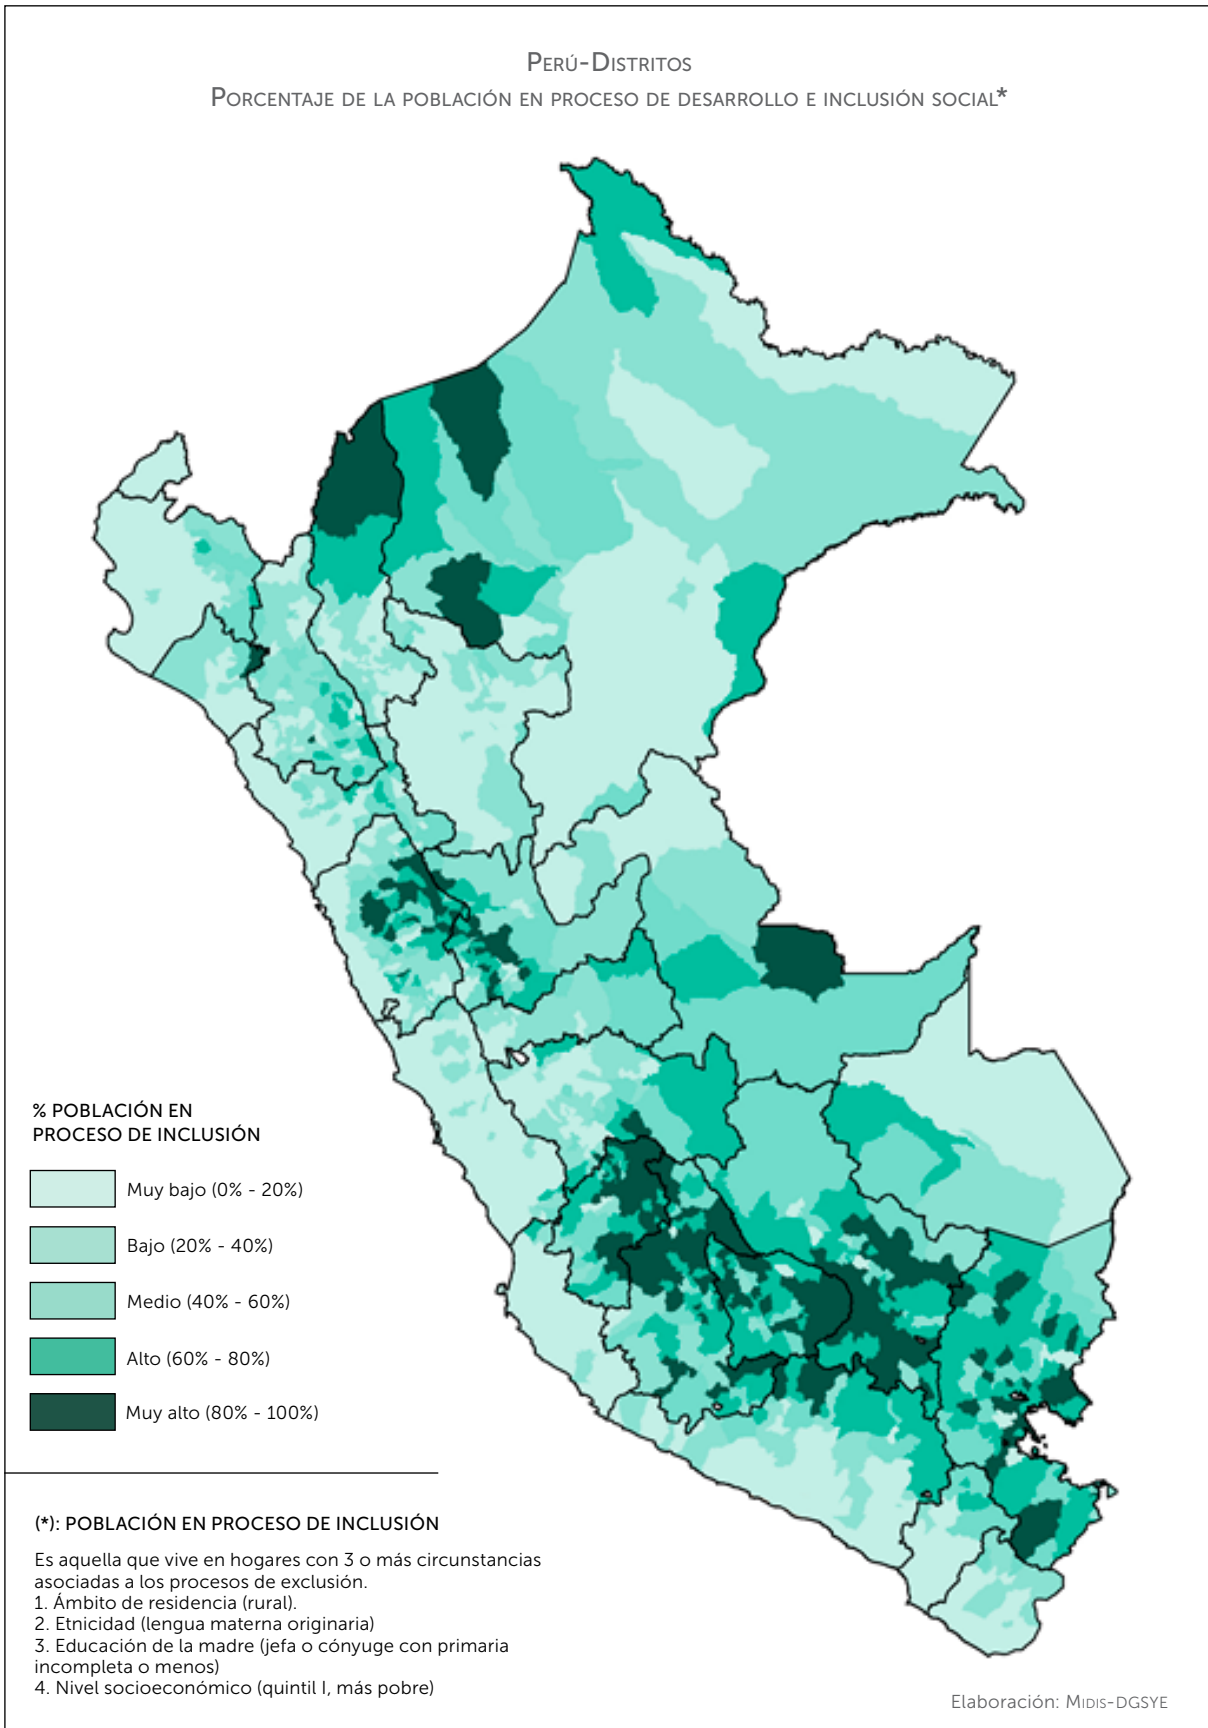 Perú-Distritos
Porcentaje de la población en proceso de desarrollo e inclusión social*
% POBLACIÓN EN
PROCESO DE INCLUSIÓN
Muy bajo (0% - 20%)
Bajo (20% - 40%)
Medio (40% - 60%)
Alto (60% - 80%)
Muy alto (80% - 100%)
(*): POBLACIÓN EN PROCESO DE INCLUSIÓN
Es aquella que vive en hogares con 3 o más circunstancias
asociadas a los procesos de exclusión.
1. Ámbito de residencia (rural).
2. Etnicidad (lengua materna originaria)
3. Educación de la madre (jefa o cónyuge con primaria
incompleta o menos)
4. Nivel socioeconómico (quintil I, más pobre)
Elaboración: Midis-DGSYE